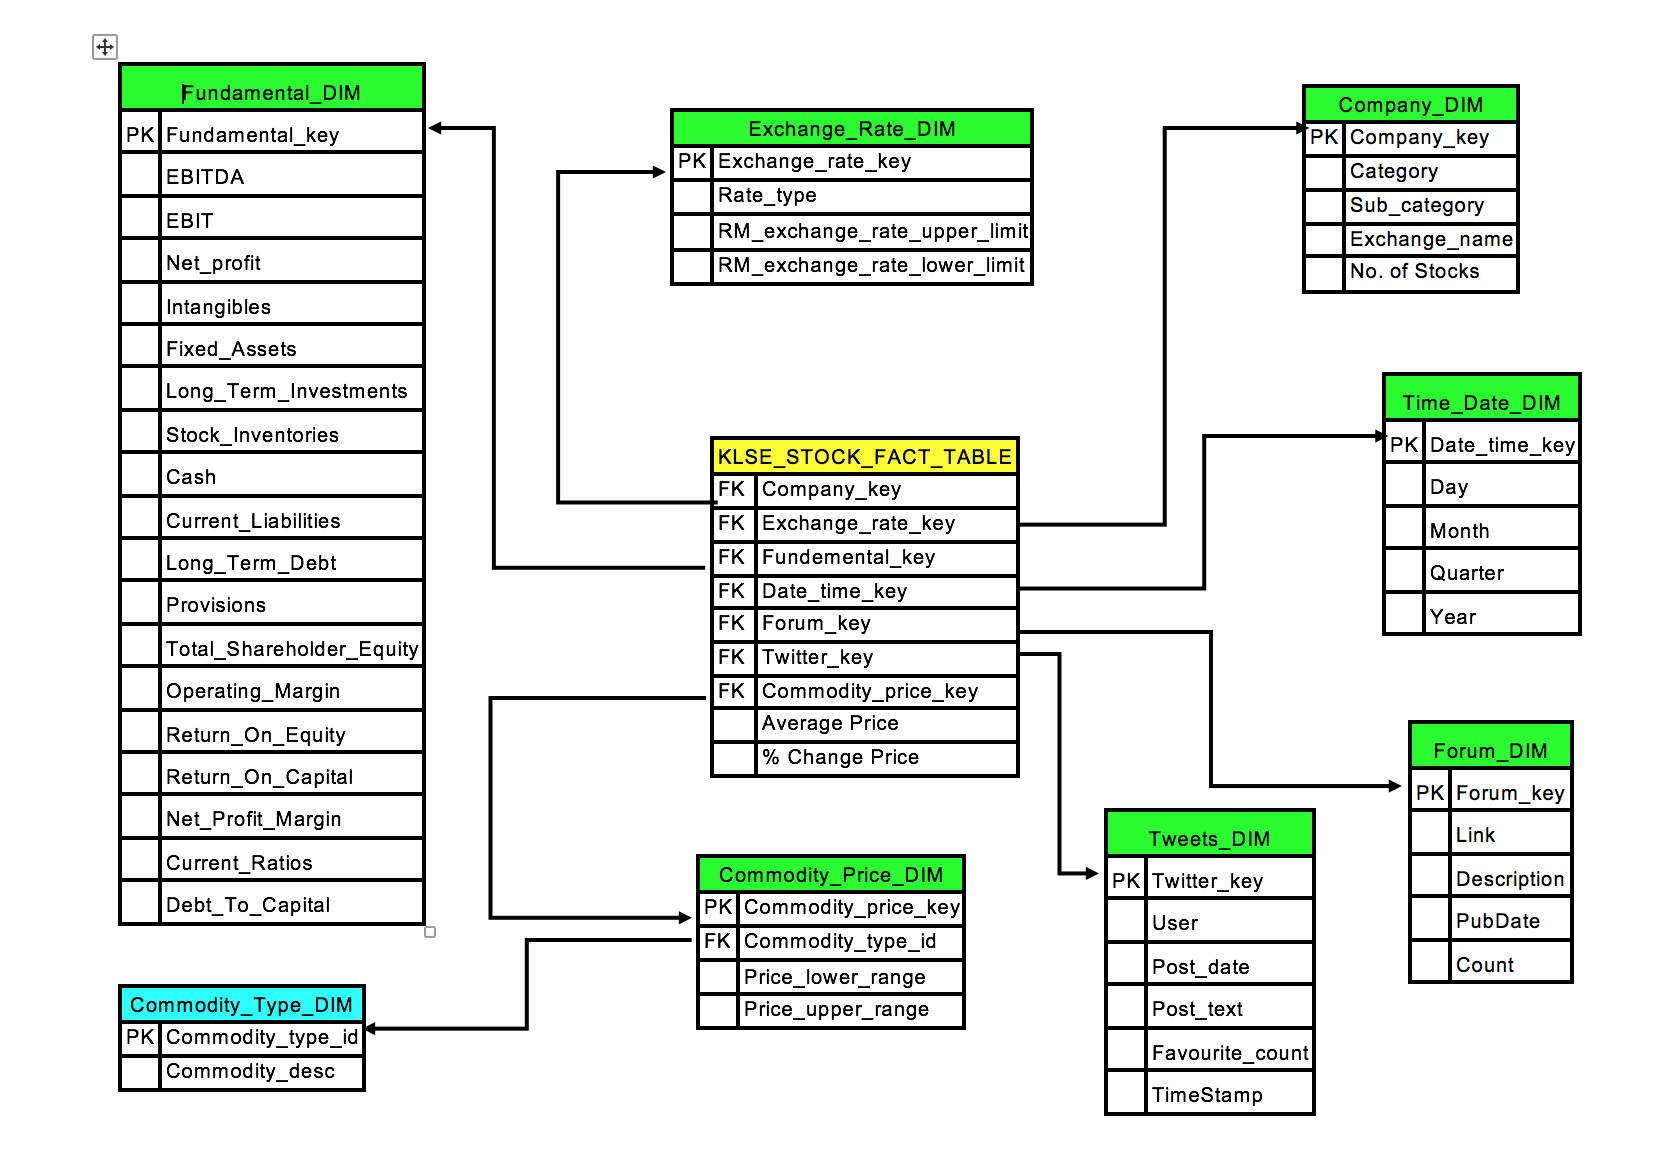 Fundamental_DIM
PK Fundamental_key
EBITDA
EBIT
Net_profit
Intangibles
Fixed_Assets
Long_Term_Investments
Stock_Inventories
Cash
Current_Liabilities
Long_Term_Debt
Provisions
Total_Shareholder_Equity
Operating_Margin
Return_On_Equity
Return_On_Capital
Net_Profit_Margin
Current_Ratios
Debt_To_Capital
Exchange_Rate_DIM
PK Exchange_rate_key
Rate_type
RM_exchange_rate_upper_limit
RM_exchange_rate_lower_limit
Company_DIM
PK Company_key
Category
Sub_category
Exchange_name
No. of Stocks
KLSE_STOCK_FACT_TABLE
FK Company_key
FK Exchange_rate_key
FK Fundemental_key
FK Date_time_key
FK Forum_key
FK Twitter_key
FK Commodity_price_key
Average Price
% Change Price
Time_Date_DIM
PK Date_time_key
Day
Month
Quarter
Year
Forum_DIM
PK Forum_key
Link
Description
PubDate
Count
Tweets_DIM
PK Twitter_key
User
Post_date
Post_text
Favourite_count
TimeStamp
Commodity_Price_DIM
PK Commodity_price_key
FK Commodity_type_id
Price_lower_range
Price_upper_range
Commodity_Type_DIM
PK Commodity_type_id
Commodity_desc